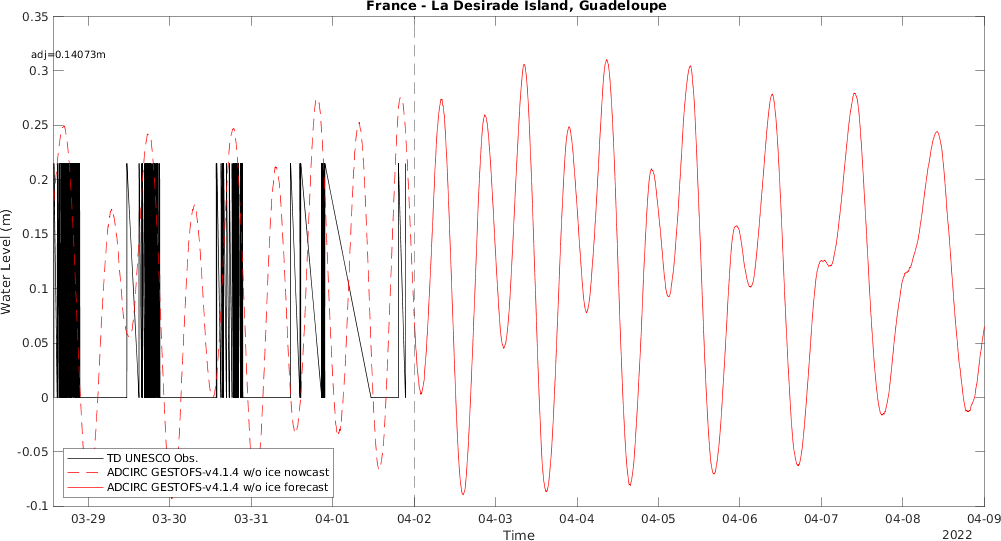 France - La Desirade Island, Guadeloupe
adj=0.14073m
0.35
0.3
0.25
0.2
0.15
0.1
0.05
0
-0.05
-0.1
Water Level (m)
TD UNESCO Obs.
ADCIRC GESTOFS-v4.1.4 w/o ice nowcast
ADCIRC GESTOFS-v4.1.4 w/o ice forecast
03-29 03-30 03-31 04-01 04-02 04-03 04-04 04-05 04-06 04-07 04-08 04-09
Time
2022